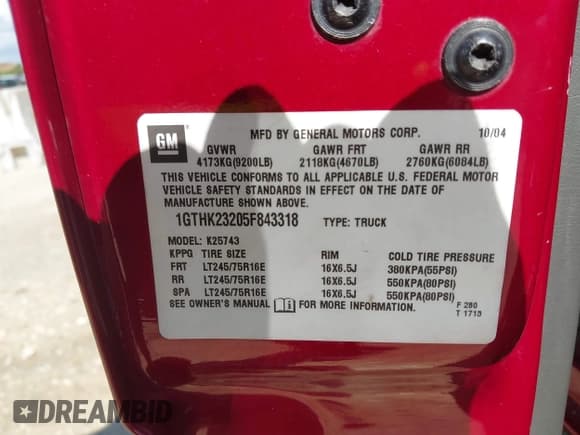 GM
MFD BY GENERAL MOTORS CORP. 10/04
GVWR GAWR FRT GAWR RR
4173KG(9200LB) 2118KG(4670LB) 2760KG(6084LB)
THIS VEHICLE CONFORMS TO ALL APPLICABLE U.S. FEDERAL MOTOR
VEHICLE SAFETY STANDARDS IN EFFECT ON THE DATE OF
MANUFACTURE SHOWN ABOVE.
1GTHK23205F843318 TYPE: TRUCK
MODEL: K25743
KPPG TIRE SIZE RIM COLD TIRE PRESSURE
FRT LT245/75R16E 16X6.5J 380KPA(55PSI)
RR LT245/75R16E 16X6.5J 550KPA(80PSI)
SPA LT245/75R16E 16X6.5J 550KPA(80PSI)
SEE OWNER'S MANUAL FOR MORE INFORMATION. F 280
T 1715
DREAMBID